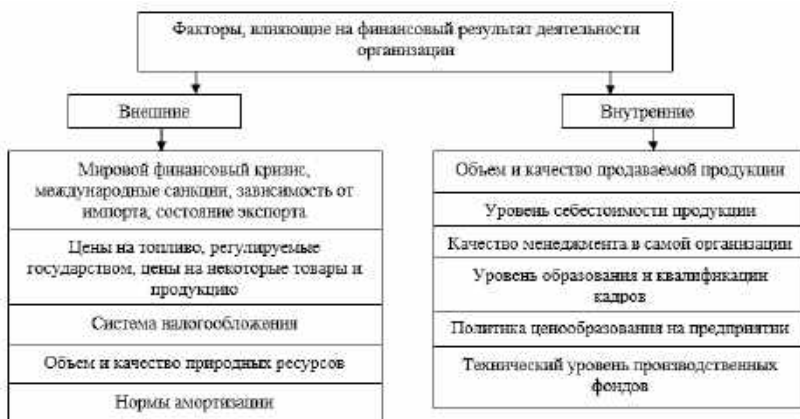 Факторы, влияющие на финансовый результат деятельности
организации
Внешние
Мировой финансовый кризис,
международные санкции, зависимость от
импорта, состояние экспорта
Цены на топливо, регулируемые
государством, цены на некоторые товары и
продукцию
Система налогообложения
Объем и качество природных ресурсов
Нормы амортизации
Внутренние
Объем и качество продаваемой продукции
Уровень себестоимости продукции
Качество менеджмента в самой организации
Уровень образования и квалификации
кадров
Политика ценообразования на предприятии
Технический уровень производственных
фондов